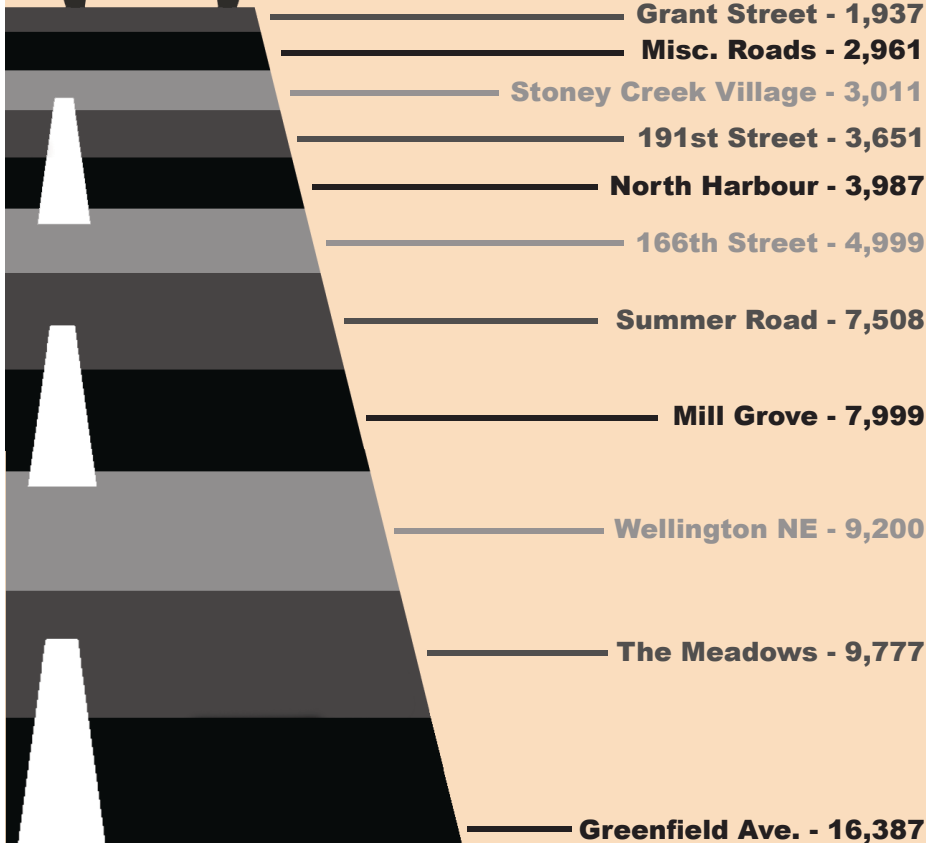 Grant Street - 1,937
Misc. Roads - 2,961
Stoney Creek Village - 3,011
191st Street - 3,651
North Harbour - 3,987
166th Street - 4,999
Summer Road - 7,508
Mill Grove - 7,999
Wellington NE - 9,200
The Meadows - 9,777
Greenfield Ave. - 16,387